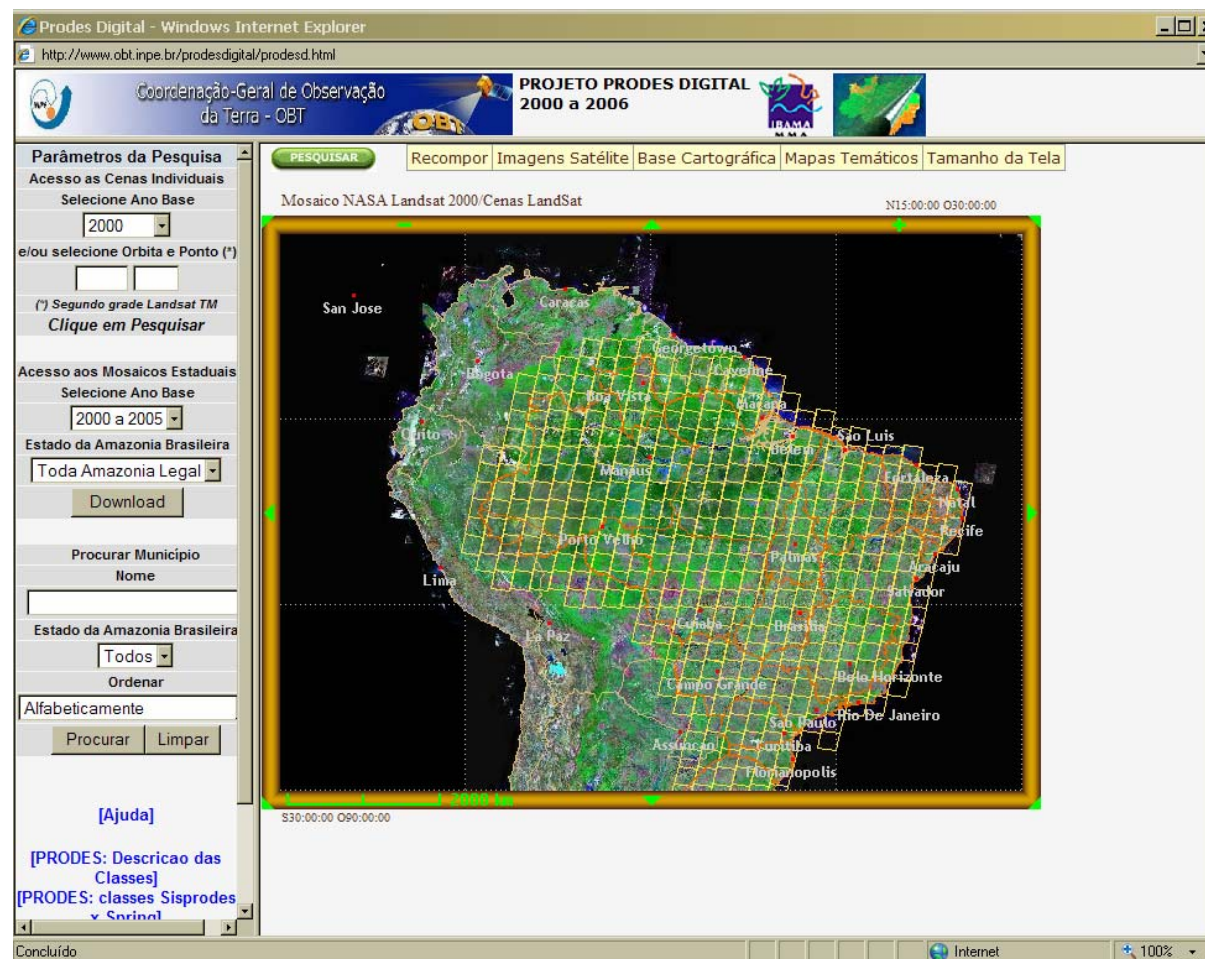 Prodes Digital - Windows Internet Explorer
http://www.obt.inpe.br/prodesdigital/prodesd.html
INPE
Coordenação-Geral de Observação
da Terra - OBT
OBT
PROJETO PRODES DIGITAL
2000 a 2006
IBAMA
M M A
Parâmetros da Pesquisa
Acesso as Cenas Individuais
Selecione Ano Base
2000
e/ou selecione Orbita e Ponto (*)
(*) Segundo grade Landsat TM
Clique em Pesquisar
Acesso aos Mosaicos Estaduais
Selecione Ano Base
2000 a 2005
Estado da Amazonia Brasileira
Toda Amazonia Legal
Download
Procurar Município
Nome
Estado da Amazonia Brasileira
Todos
Ordenar
Alfabeticamente
Procurar Limpar
[Ajuda]
[PRODES: Descricao das
Classes]
[PRODES: classes Sisprodes
x Spring]
PESQUISAR Recompor Imagens Satélite Base Cartográfica Mapas Temáticos Tamanho da Tela
Mosaico NASA Landsat 2000/Cenas LandSat
N15:00:00 O30:00:00
San Jose
Caracas
Georgetown
Bogota
Cayenne
Boa Vista
Macapa
Quito
Sao Luis
Belem
Manaus
Fortaleza
Natal
Porto Velho
Recife
Palmas
Aracaju
Lima
Salvador
Cuiaba
Brasilia
La Paz
Belo Horizonte
Campo Grande
Rio De Janeiro
Sao Paulo
Assuncao
Curitiba
Florianopolis
2000 km
S30:00:00 O90:00:00
Concluído
Internet
100%